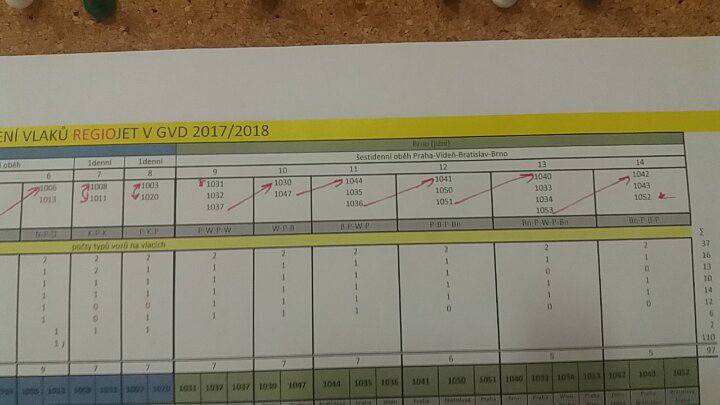 ENÍ VLAKŮ REGIOJET V GVD 2017/2018
Brno (jižní)
oběh 1denní 1denní šestidenní oběh Praha-Vídeň-Bratislav-Brno
6 7 8 9 10 11 12 13 14
1006 1008 1003 1031 1030 1044 1041 1040 1042
1013 1011 1020 1032 1047 1035 1050 1033 1043
1037 1036 1051 1034 1052
1053
K-P-K P-K-P P-W-P-W W-P-B B-P-W-P P-B-P-Bn Bn-P-W-P-Bn Bn-P-B-P
počty typů vozů na vlacích
Σ
2 2 2 2 2 2 2 2 2 37
1 2 2 1 1 1 1 1 1 16
1 1 1 1 1 1 1 0 0 13
1 1 1 1 1 1 1 1 1 10
1 0 0 1 1 1 1 1 1 14
1 0 0 1 1 1 0 0 0 12
1 1 1 6
1 2
110
9 7 7 7 7 7 6 5 5 97
1006 1013 1008 1011 1003 1020 1031 1032 1037 1030 1047 1044 1035 1036 1041 1050 1051 1040 1033 1034 1053 1042 1043 1052